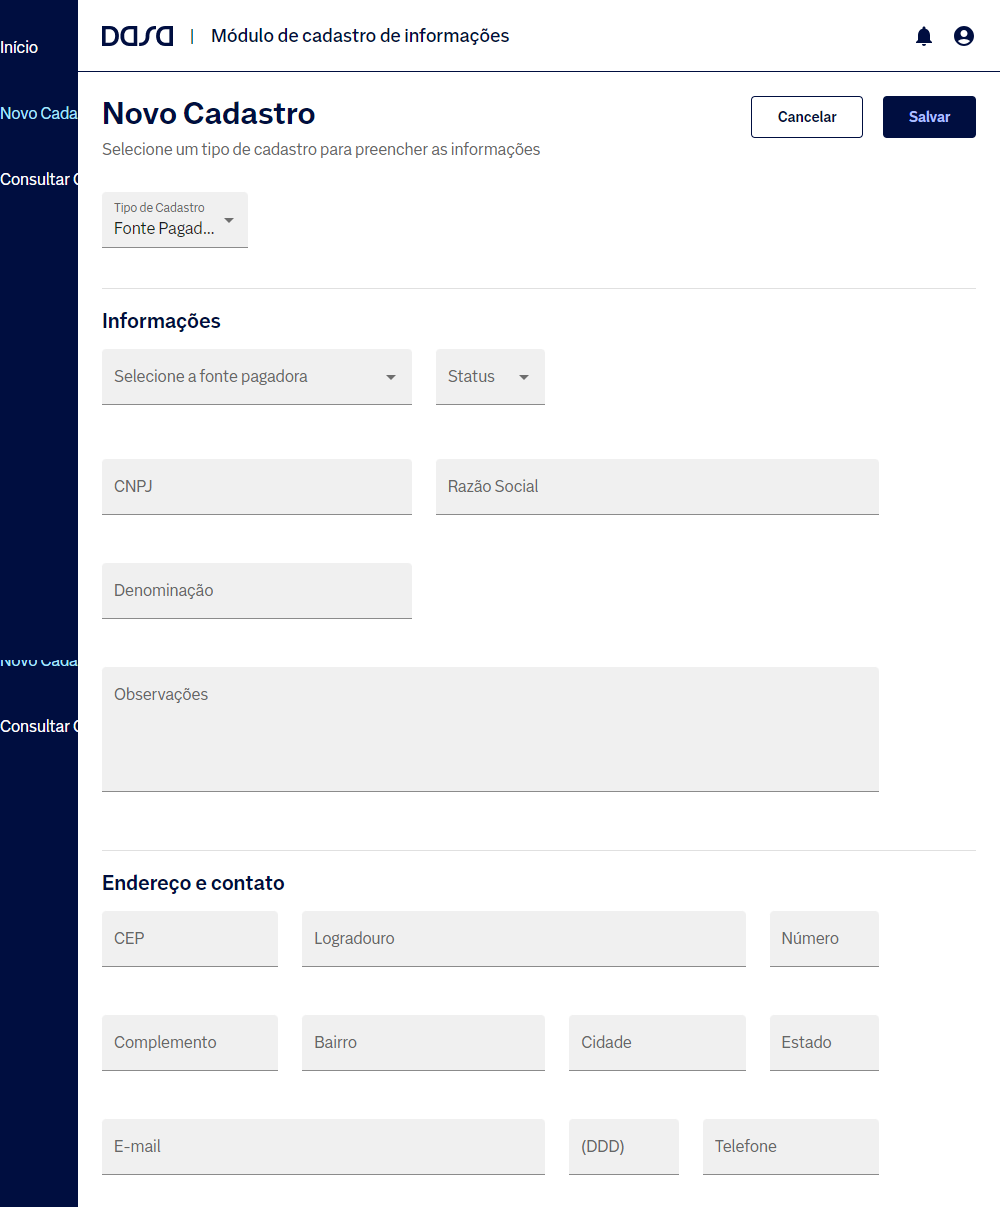 Início
Novo Cada
Consultar
Novo Cada
Consultar
DASA | Módulo de cadastro de informações
Novo Cadastro
Cancelar
Salvar
Selecione um tipo de cadastro para preencher as informações
Tipo de Cadastro
Fonte Pagad...
Informações
Selecione a fonte pagadora
Status
CNPJ
Razão Social
Denominação
Observações
Endereço e contato
CEP
Logradouro
Número
Complemento
Bairro
Cidade
Estado
E-mail
(DDD)
Telefone